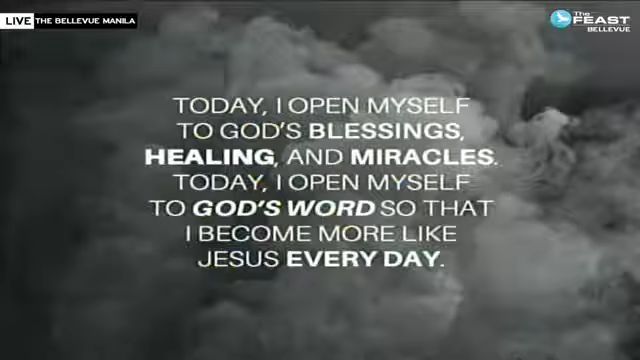 LIVE THE BELLEVUE MANILA
The FEAST
BELLEVUE
TODAY, I OPEN MYSELF
TO GOD'S BLESSINGS,
HEALING, AND MIRACLES.
TODAY, I OPEN MYSELF
TO GOD'S WORD SO THAT
I BECOME MORE LIKE
JESUS EVERY DAY.